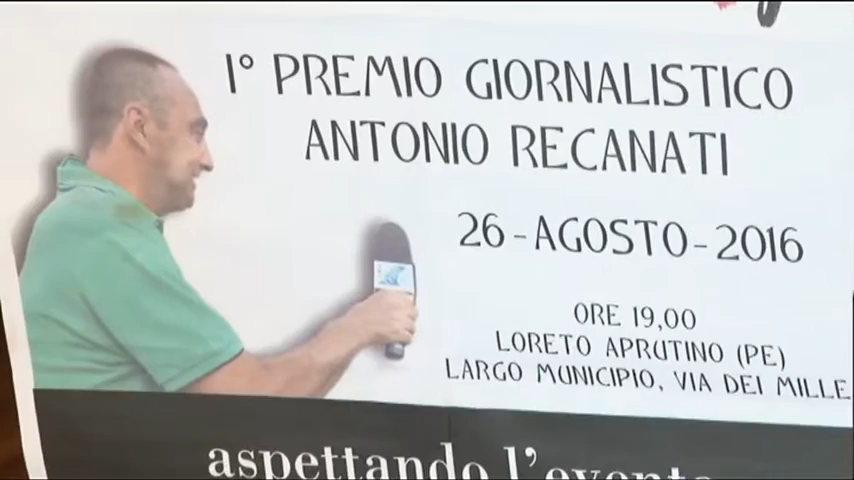 1° PREMIO GIORNALISTICO
ANTONIO RECANATI
26-AGOSTO-2016
ORE 19,00
LORETO APRUTINO (PE)
LARGO MUNICIPIO, VIA DEI MILLE
aspettando l'evento